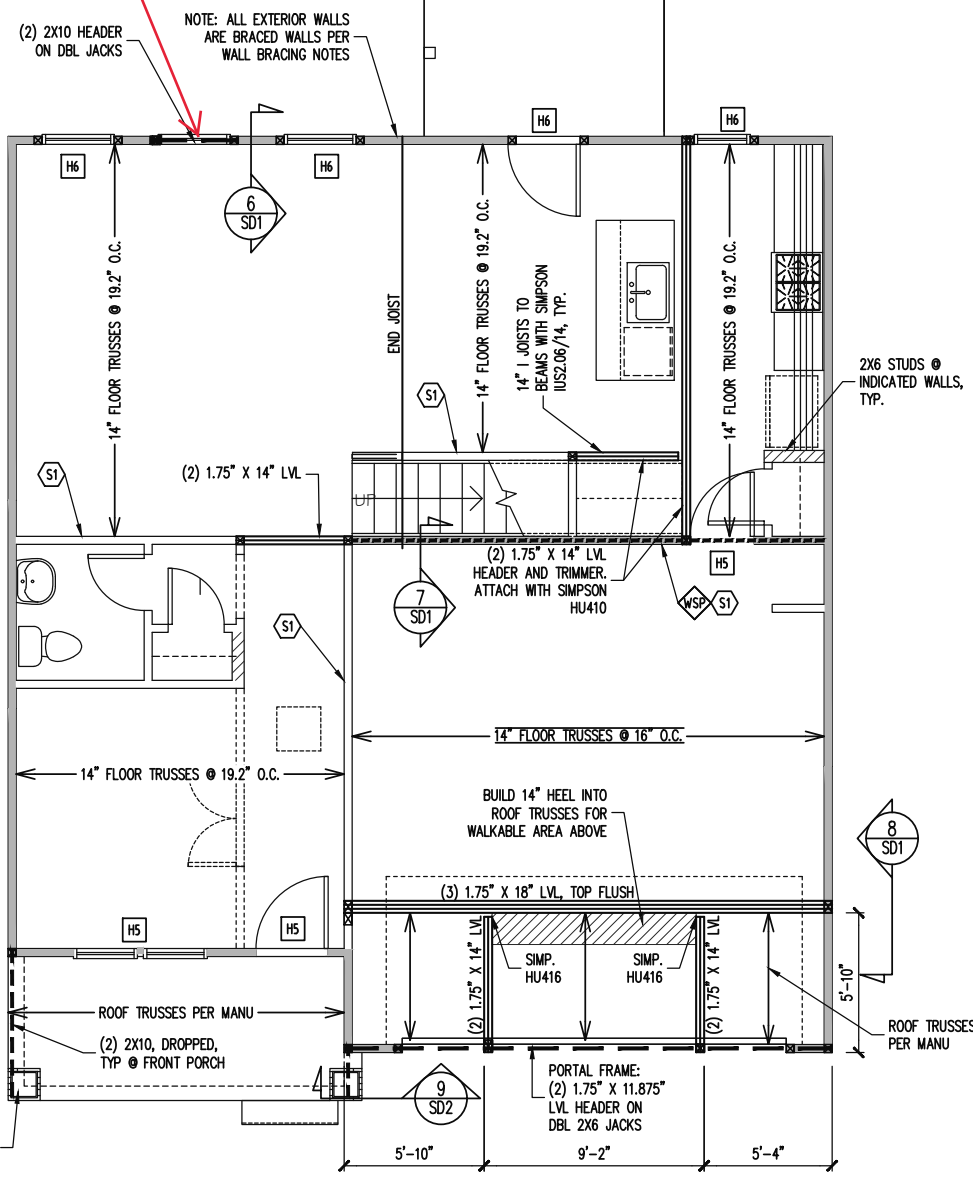 (2) 2X10 HEADER
ON DBL JACKS
NOTE: ALL EXTERIOR WALLS
ARE BRACED WALLS PER
WALL BRACING NOTES
H6
H6
H6
H6
6
SD1
14" FLOOR TRUSSES @ 19.2" O.C.
END JOIST
14" FLOOR TRUSSES @ 19.2" O.C.
14" I JOISTS TO
BEAMS WITH SIMPSON
IUS2.06/14, TYP.
14" FLOOR TRUSSES @ 19.2" O.C.
2X6 STUDS @
INDICATED WALLS,
TYP.
S1
S1
(2) 1.75" X 14" LVL
UP
(2) 1.75" X 14" LVL
HEADER AND TRIMMER.
ATTACH WITH SIMPSON
HU410
H5
WSP
S1
7
SD1
S1
14" FLOOR TRUSSES @ 16" O.C.
14" FLOOR TRUSSES @ 19.2" O.C.
BUILD 14" HEEL INTO
ROOF TRUSSES FOR
WALKABLE AREA ABOVE
8
SD1
(3) 1.75" X 18" LVL, TOP FLUSH
H5
H5
(2) 1.75" X 14" LVL
SIMP.
HU416
SIMP.
HU416
(2) 1.75" X 14" LVL
5'-10"
ROOF TRUSSES PER MANU
(2) 2X10, DROPPED,
TYP @ FRONT PORCH
ROOF TRUSSES
PER MANU
9
SD2
PORTAL FRAME:
(2) 1.75" X 11.875"
LVL HEADER ON
DBL 2X6 JACKS
5'-10"
9'-2"
5'-4"